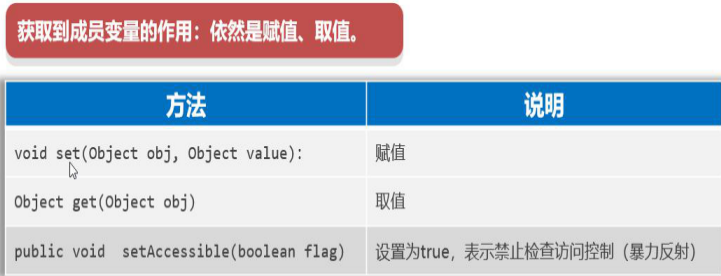 获取到成员变量的作用：依然是赋值、取值。
方法 说明
void set(Object obj, Object value): 赋值
Object get(Object obj) 取值
public void setAccessible(boolean flag) 设置为true，表示禁止检查访问控制（暴力反射）